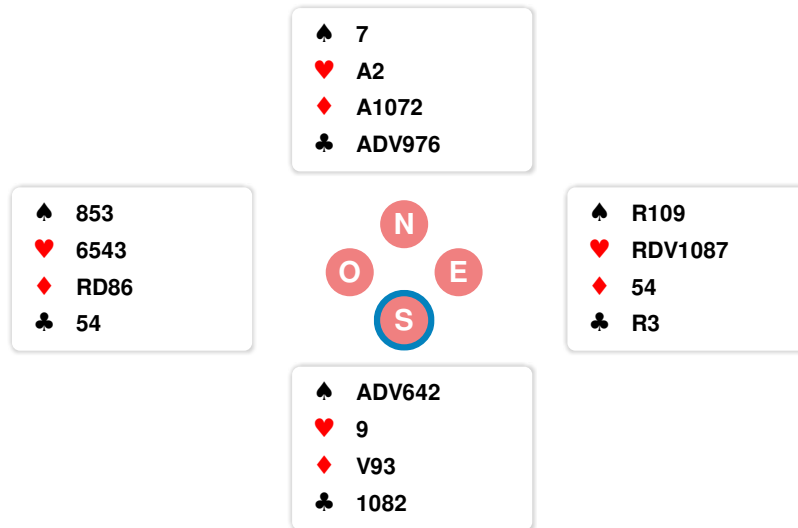 ♠ 7
♥ A2
♦ A1072
♣ ADV976
♠ 853
♥ 6543
♦ RD86
♣ 54
N
O E
S
♠ R109
♥ RDV1087
♦ 54
♣ R3
♠ ADV642
♥ 9
♦ V93
♣ 1082